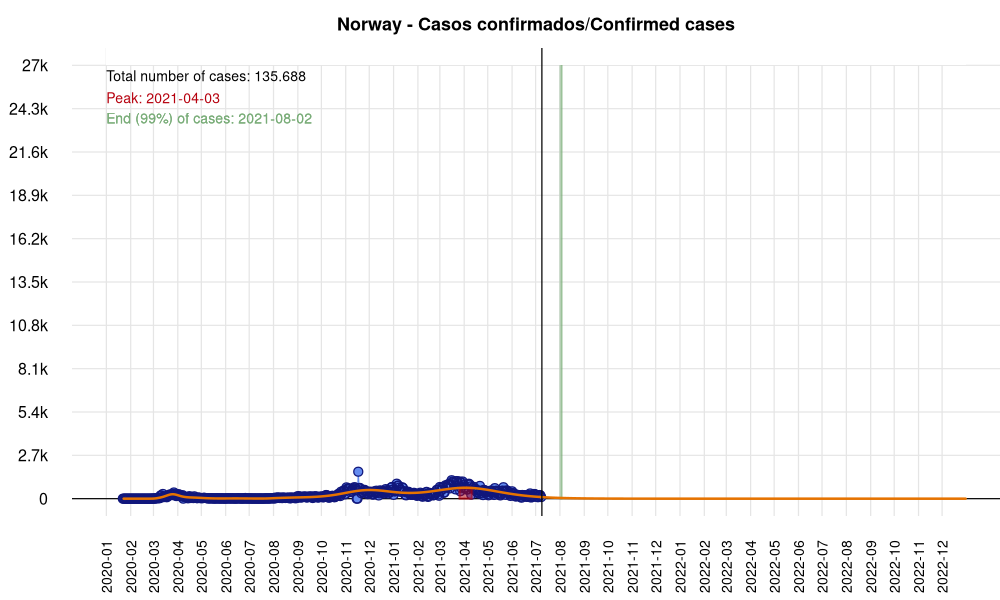 Norway - Casos confirmados/Confirmed cases
Total number of cases: 135.688
Peak: 2021-04-03
End (99%) of cases: 2021-08-02
27k
24.3k
21.6k
18.9k
16.2k
13.5k
10.8k
8.1k
5.4k
2.7k
0
2020-01
2020-02
2020-03
2020-04
2020-05
2020-06
2020-07
2020-08
2020-09
2020-10
2020-11
2020-12
2021-01
2021-02
2021-03
2021-04
2021-05
2021-06
2021-07
2021-08
2021-09
2021-10
2021-11
2021-12
2022-01
2022-02
2022-03
2022-04
2022-05
2022-06
2022-07
2022-08
2022-09
2022-10
2022-11
2022-12